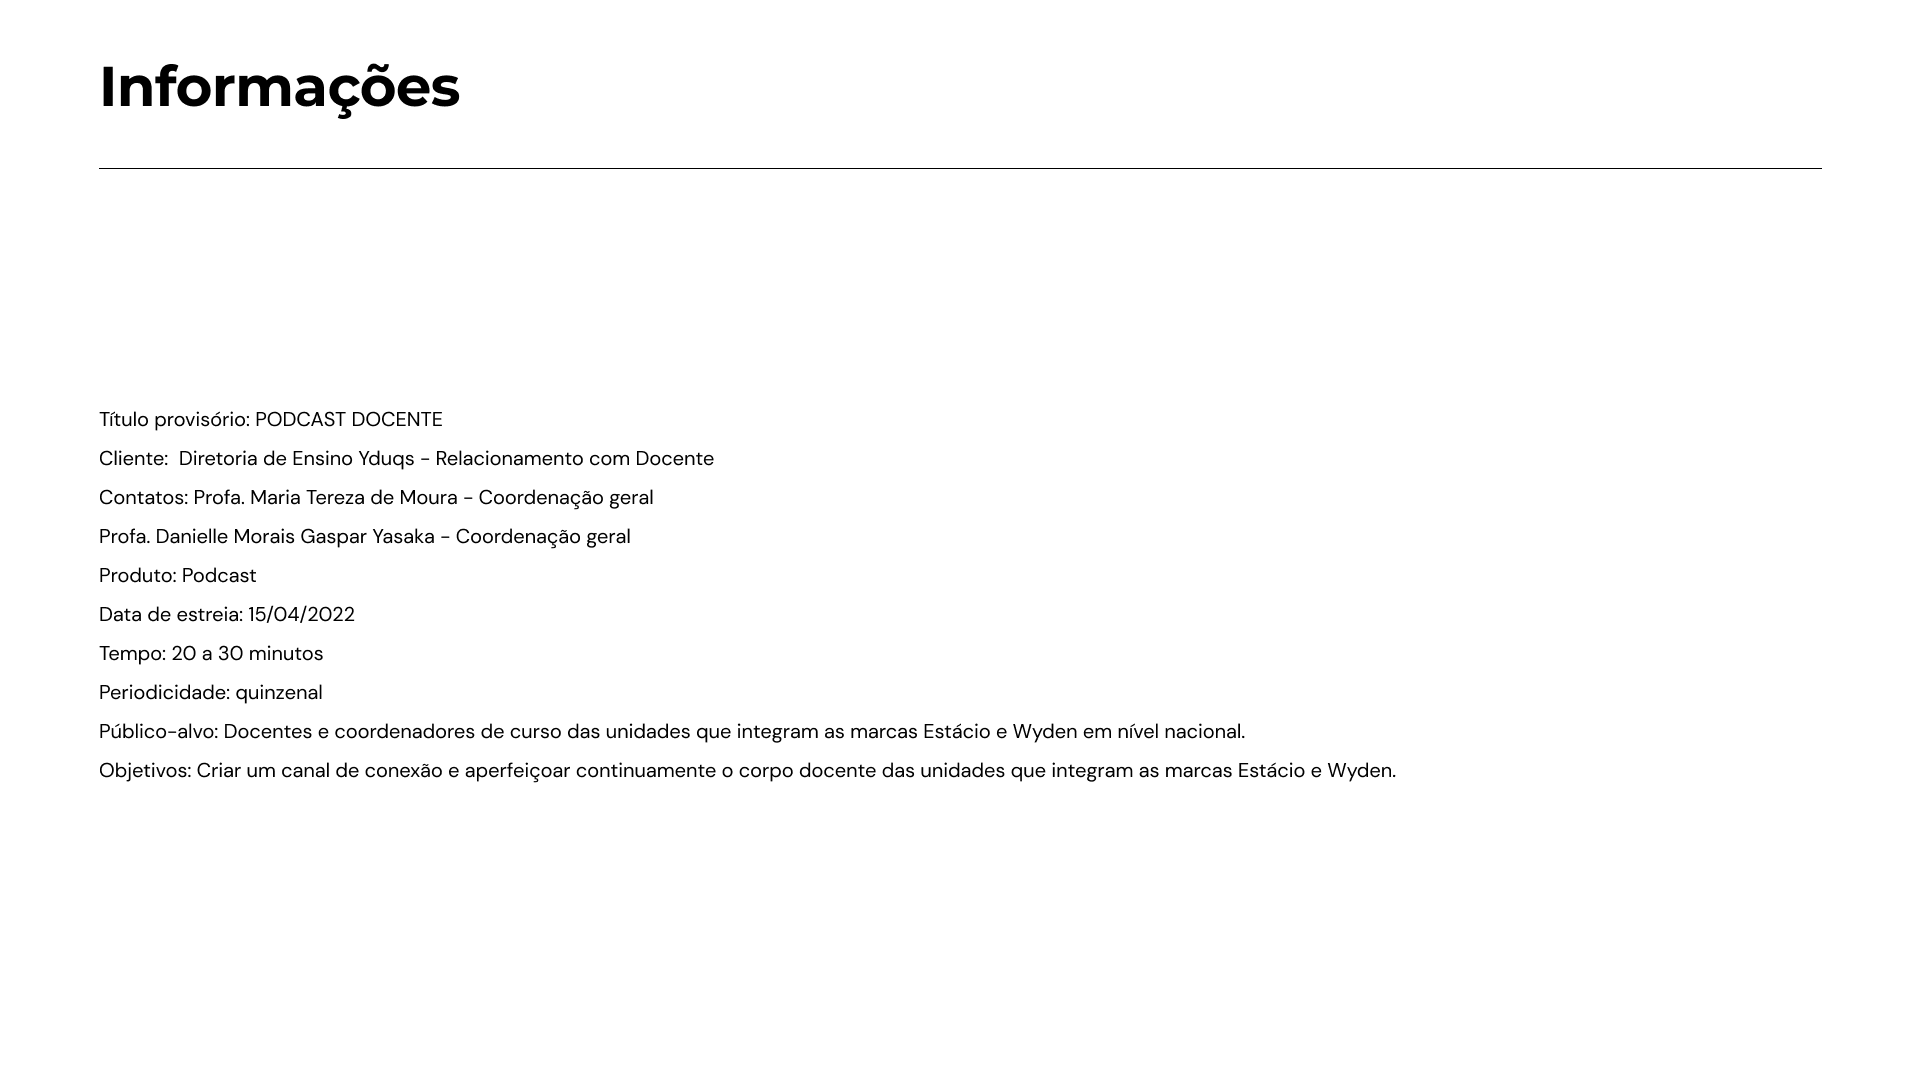 Informações
Título provisório: PODCAST DOCENTE
Cliente:  Diretoria de Ensino Yduqs - Relacionamento com Docente
Contatos: Profa. Maria Tereza de Moura - Coordenação geral
Profa. Danielle Morais Gaspar Yasaka - Coordenação geral
Produto: Podcast
Data de estreia: 15/04/2022
Tempo: 20 a 30 minutos
Periodicidade: quinzenal
Público-alvo: Docentes e coordenadores de curso das unidades que integram as marcas Estácio e Wyden em nível nacional.
Objetivos: Criar um canal de conexão e aperfeiçoar continuamente o corpo docente das unidades que integram as marcas Estácio e Wyden.